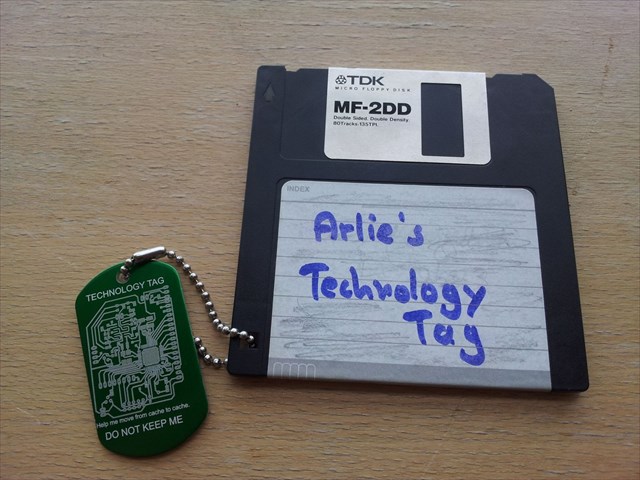 TDK
MICRO FLOPPY DISK
MF-2DD
Double Sided, Double Density
80Tracks·135TPI
INDEX
Arlie's
Technology
Tag
TECHNOLOGY TAG
Help me move from cache to cache.
DO NOT KEEP ME